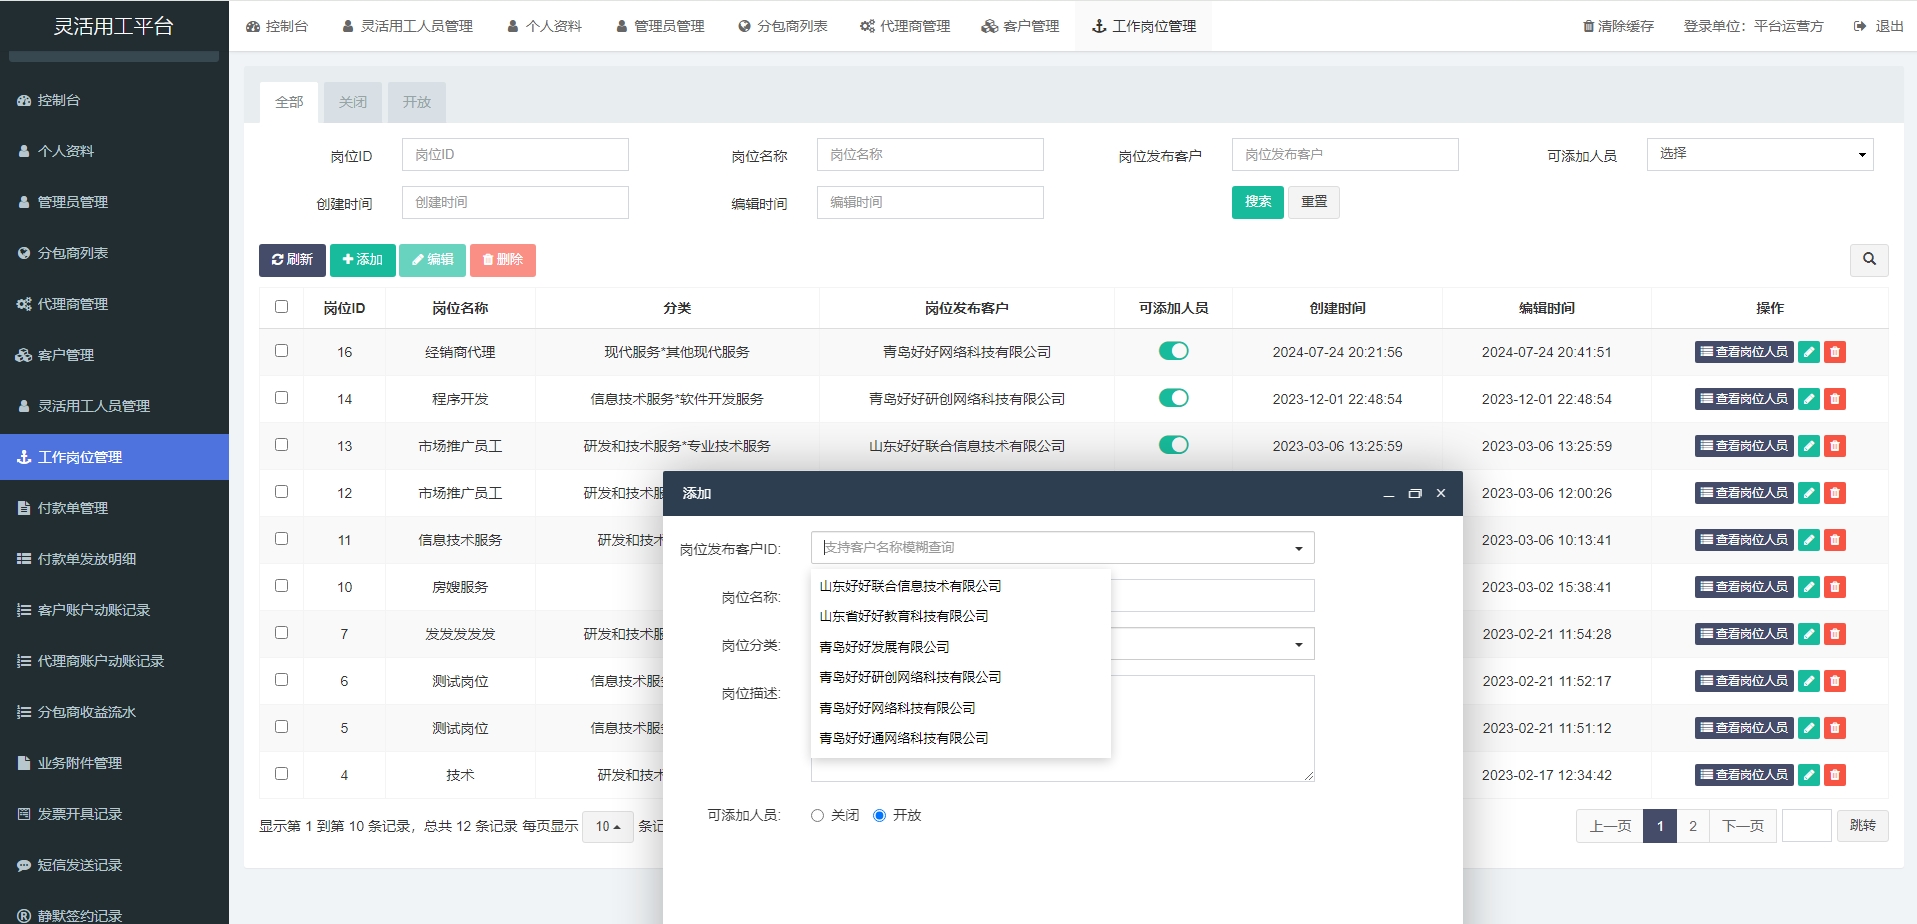 灵活用工平台
控制台
灵活用工人员管理
个人资料
管理员管理
分包商列表
代理商管理
客户管理
工作岗位管理
清除缓存
登录单位：平台运营方
退出
控制台
个人资料
管理员管理
分包商列表
代理商管理
客户管理
灵活用工人员管理
工作岗位管理
付款单管理
付款单发放明细
客户账户动账记录
代理商账户动账记录
分包商收益流水
业务附件管理
发票开具记录
短信发送记录
静默签约记录
全部 关闭 开放
岗位ID 岗位ID 岗位名称 岗位名称 岗位发布客户 岗位发布客户 可添加人员 选择
创建时间 创建时间 编辑时间 编辑时间 搜索 重置
刷新 添加 编辑 删除
岗位ID 岗位名称 分类 岗位发布客户 可添加人员 创建时间 编辑时间 操作
16 经销商代理 现代服务*其他现代服务 青岛好好网络科技有限公司 2024-07-24 20:21:56 2024-07-24 20:41:51 查看岗位人员
14 程序开发 信息技术服务*软件开发服务 青岛好好研创网络科技有限公司 2023-12-01 22:48:54 2023-12-01 22:48:54 查看岗位人员
13 市场推广员工 研发和技术服务*专业技术服务 山东好好联合信息技术有限公司 2023-03-06 13:25:59 2023-03-06 13:25:59 查看岗位人员
12 市场推广员工 研发和技术服 2023-03-06 12:00:26 查看岗位人员
11 信息技术服务 研发和技 2023-03-06 10:13:41 查看岗位人员
10 房嫂服务 2023-03-02 15:38:41 查看岗位人员
7 发发发发发 研发和技术服 2023-02-21 11:54:28 查看岗位人员
6 测试岗位 信息技术服务 2023-02-21 11:52:17 查看岗位人员
5 测试岗位 信息技术服务 2023-02-21 11:51:12 查看岗位人员
4 技术 研发和技 2023-02-17 12:34:42 查看岗位人员
显示第 1 到第 10 条记录，总共 12 条记录 每页显示 10 条记
上一页 1 2 下一页 跳转
添加
岗位发布客户ID: 支持客户名称模糊查询
山东好好联合信息技术有限公司
山东省好好教育科技有限公司
青岛好好发展有限公司
青岛好好研创网络科技有限公司
青岛好好网络科技有限公司
青岛好好通网络科技有限公司
岗位名称:
岗位分类:
岗位描述:
可添加人员: 关闭 开放